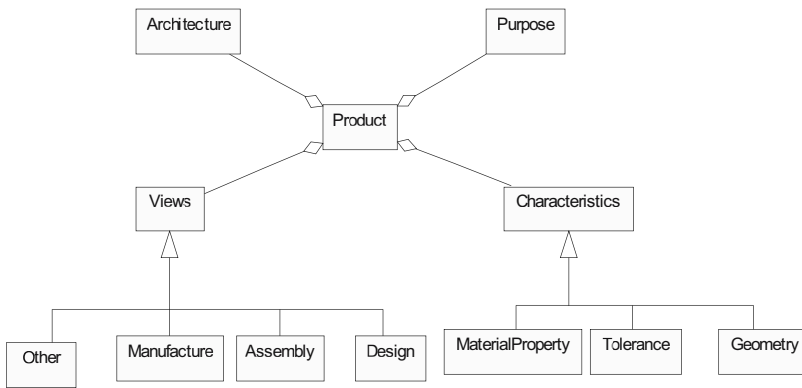 Architecture
Purpose
Product
Views
Characteristics
Other
Manufacture
Assembly
Design
MaterialProperty
Tolerance
Geometry